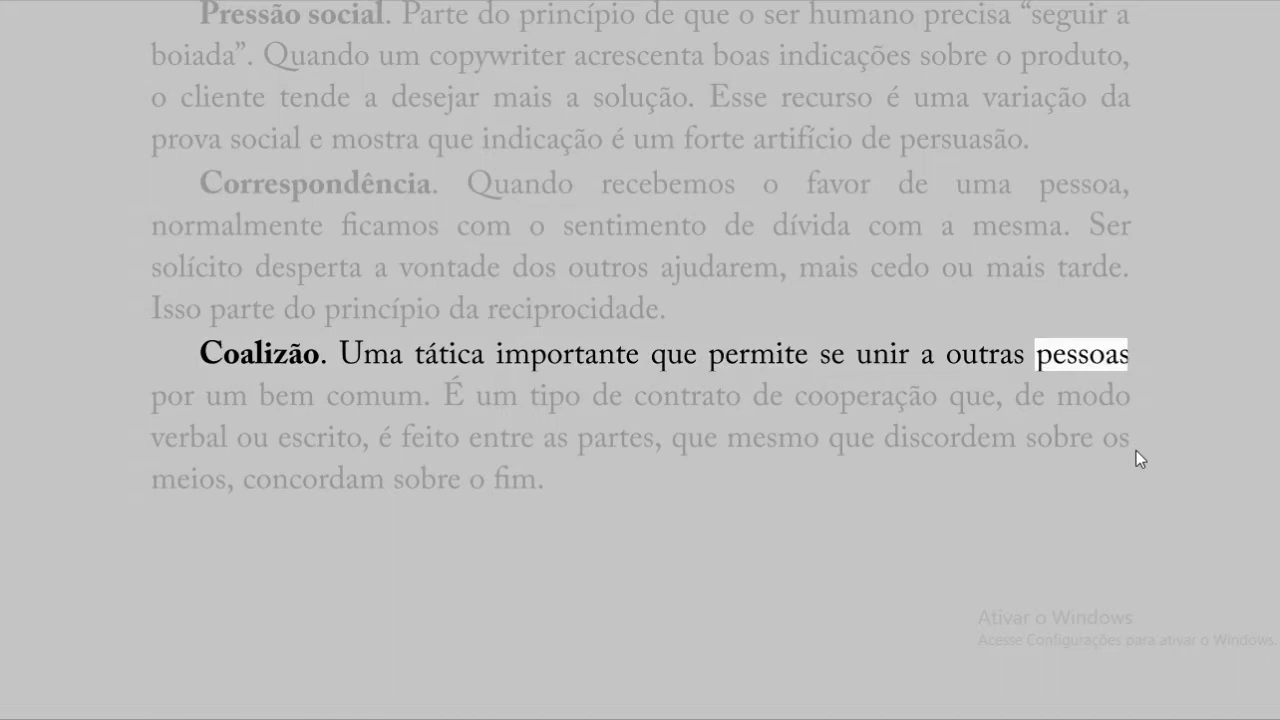 Pressão social. Parte do princípio de que o ser humano precisa “seguir a
boiada”. Quando um copywriter acrescenta boas indicações sobre o produto,
o cliente tende a desejar mais a solução. Esse recurso é uma variação da
prova social e mostra que indicação é um forte artifício de persuasão.
Correspondência. Quando recebemos o favor de uma pessoa,
normalmente ficamos com o sentimento de dívida com a mesma. Ser
solícito desperta a vontade dos outros ajudarem, mais cedo ou mais tarde.
Isso parte do princípio da reciprocidade.
Coalizão. Uma tática importante que permite se unir a outras pessoas
por um bem comum. É um tipo de contrato de cooperação que, de modo
verbal ou escrito, é feito entre as partes, que mesmo que discordem sobre os
meios, concordam sobre o fim.
Ativar o Windows
Acesse Configurações para ativar o Windows.